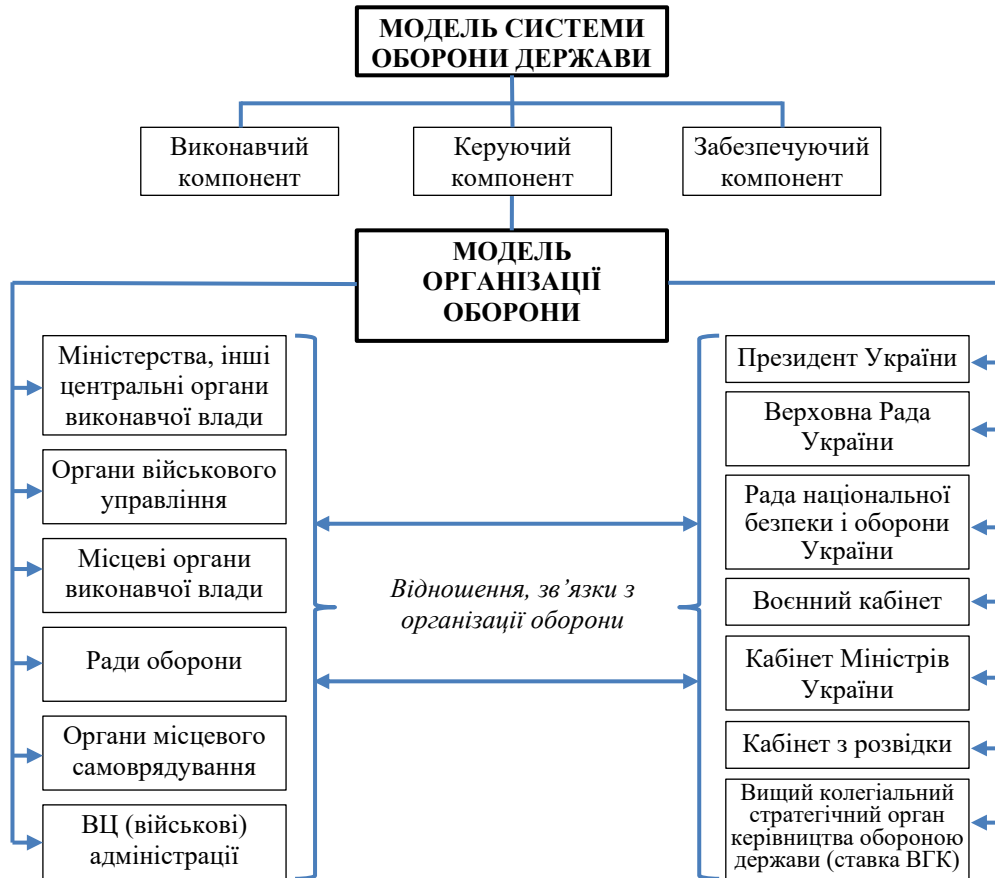 МОДЕЛЬ СИСТЕМИ
ОБОРОНИ ДЕРЖАВИ
Виконавчий
компонент
Керуючий
компонент
Забезпечуючий
компонент
МОДЕЛЬ
ОРГАНІЗАЦІЇ
ОБОРОНИ
Міністерства, інші
центральні органи
виконавчої влади
Органи військового
управління
Місцеві органи
виконавчої влади
Ради оборони
Органи місцевого
самоврядування
ВЦ (військові)
адміністрації
Відношення, зв’язки з
організації оборони
Президент України
Верховна Рада
України
Рада національної
безпеки і оборони
України
Воєнний кабінет
Кабінет Міністрів
України
Кабінет з розвідки
Вищий колегіальний
стратегічний орган
керівництва обороною
держави (ставка ВГК)